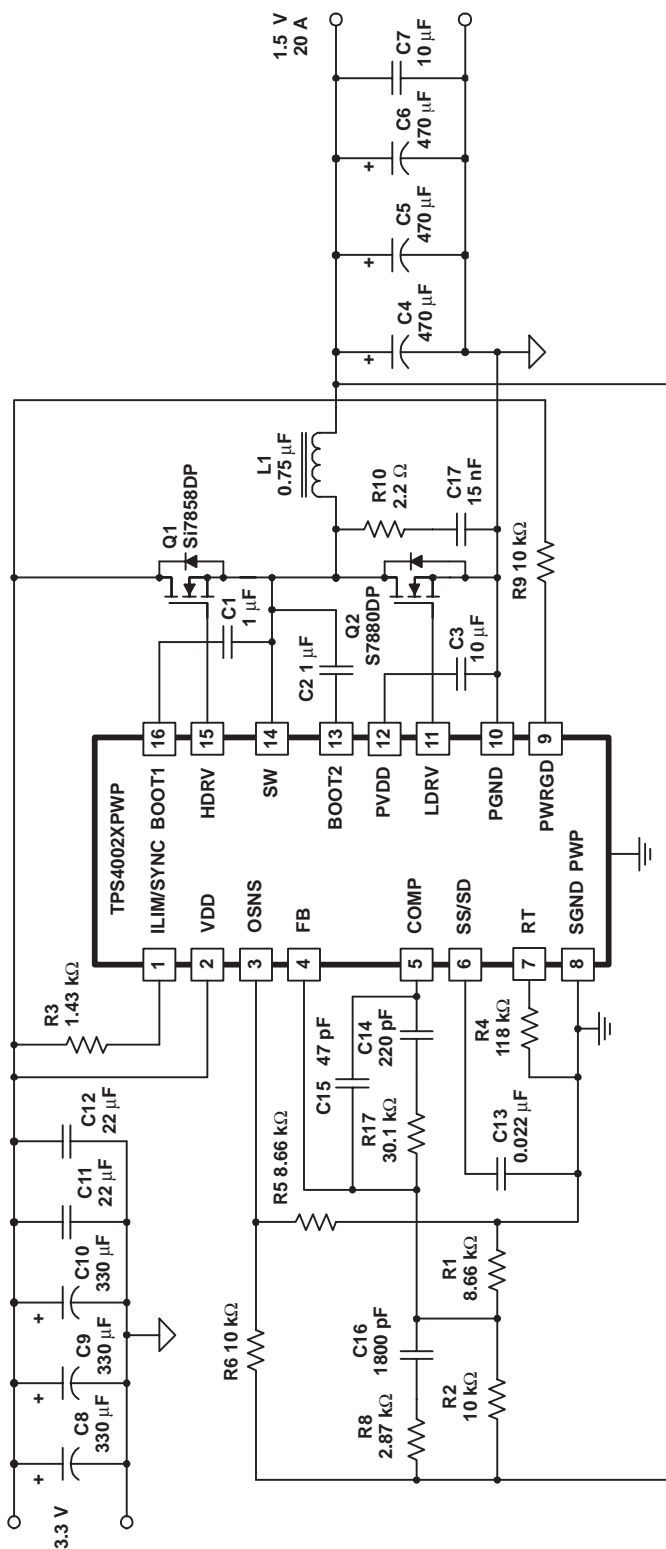 3.3 V
C8
330 µF
C9
330 µF
C10
330 µF
C11
22 µF
C12
22 µF
R3
1.43 kΩ
+
+
+
TPS4002XPWP
1
ILIM/SYNC
BOOT1
16
2
VDD
HDRV
15
3
OSNS
SW
14
4
FB
BOOT2
13
PVDD
12
5
COMP
LDRV
11
6
SS/SD
PGND
10
7
RT
PWRGD
9
8
SGND
PWP
R6 10 kΩ
R5 8.66 kΩ
C15
47 pF
C14
220 pF
R17
30.1 kΩ
C16
1800 pF
R8
2.87 kΩ
R2
10 kΩ
R1
8.66 kΩ
C13
0.022 µF
R4
118 kΩ
Q1
Si7858DP
C1
1 µF
C2 1 µF
Q2
S7880DP
C3
10 µF
L1
0.75 µF
R10
2.2 Ω
C17
15 nF
R9 10 kΩ
C4
470 µF
C5
470 µF
C6
470 µF
C7
10 µF
+
+
+
1.5 V
20 A